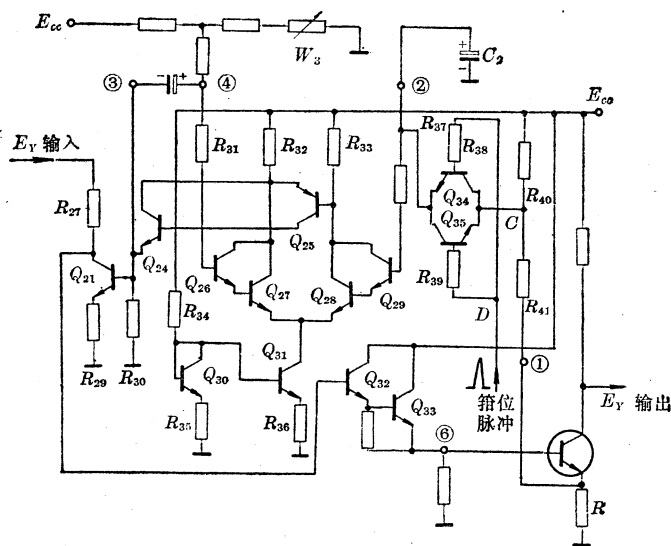 Ecc
W3
③
−
+
④
②
+
−
C2
Ecc
EY 输入
R31
R32
R33
R37
R38
R40
R27
Q34
Q35
C
Q24
Q25
Q21
Q26
Q27
Q28
Q29
R39
R41
R34
D
R29
R30
Q30
Q31
Q32
①
箝位
脉冲
EY 输出
R35
R36
Q33
⑥
R